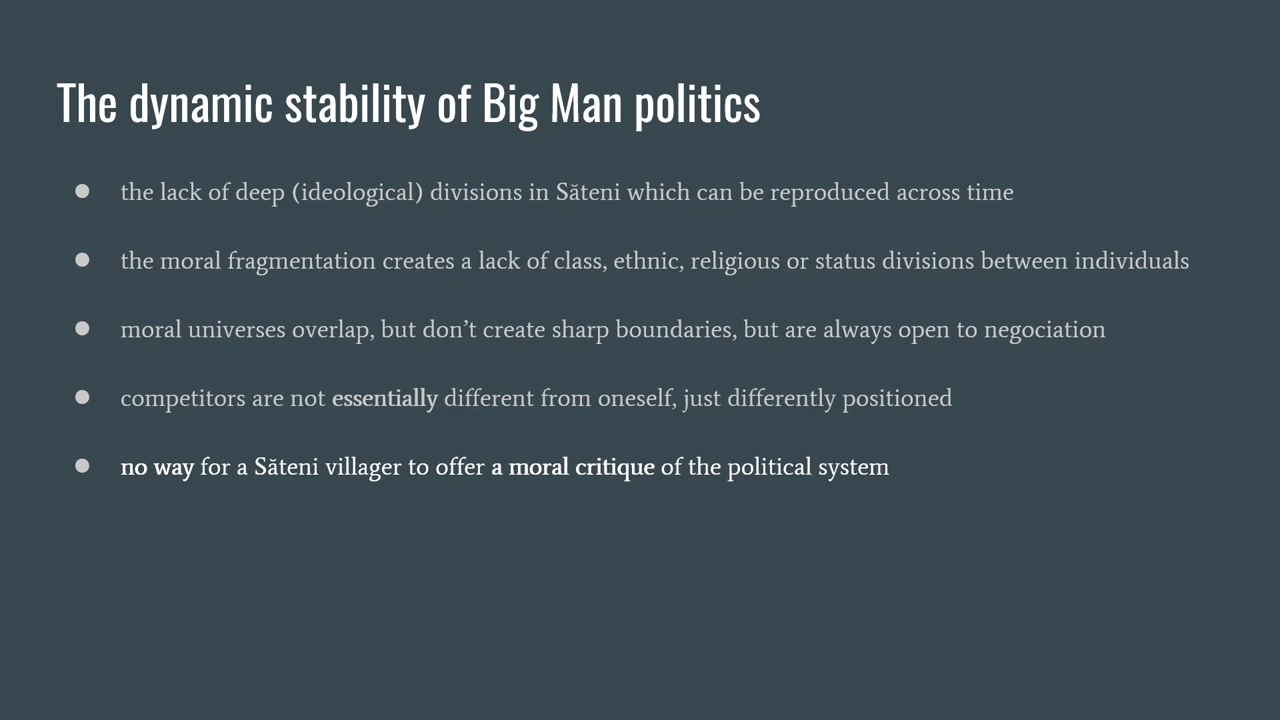 The dynamic stability of Big Man politics
● the lack of deep (ideological) divisions in Săteni which can be reproduced across time
● the moral fragmentation creates a lack of class, ethnic, religious or status divisions between individuals
● moral universes overlap, but don’t create sharp boundaries, but are always open to negociation
● competitors are not essentially different from oneself, just differently positioned
● no way for a Săteni villager to offer a moral critique of the political system